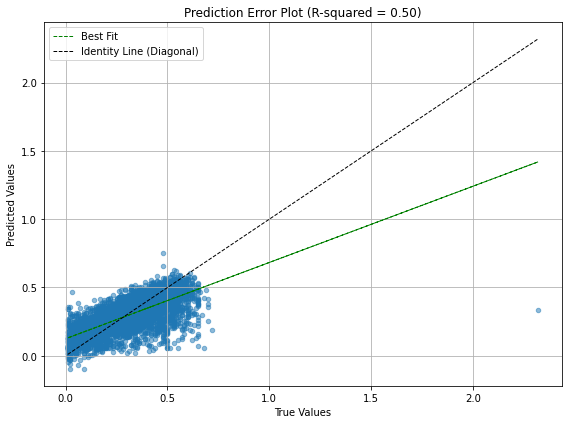 Prediction Error Plot (R-squared = 0.50)
Best Fit
Identity Line (Diagonal)
2.0
1.5
1.0
0.5
0.0
Predicted Values
0.0 0.5 1.0 1.5 2.0
True Values